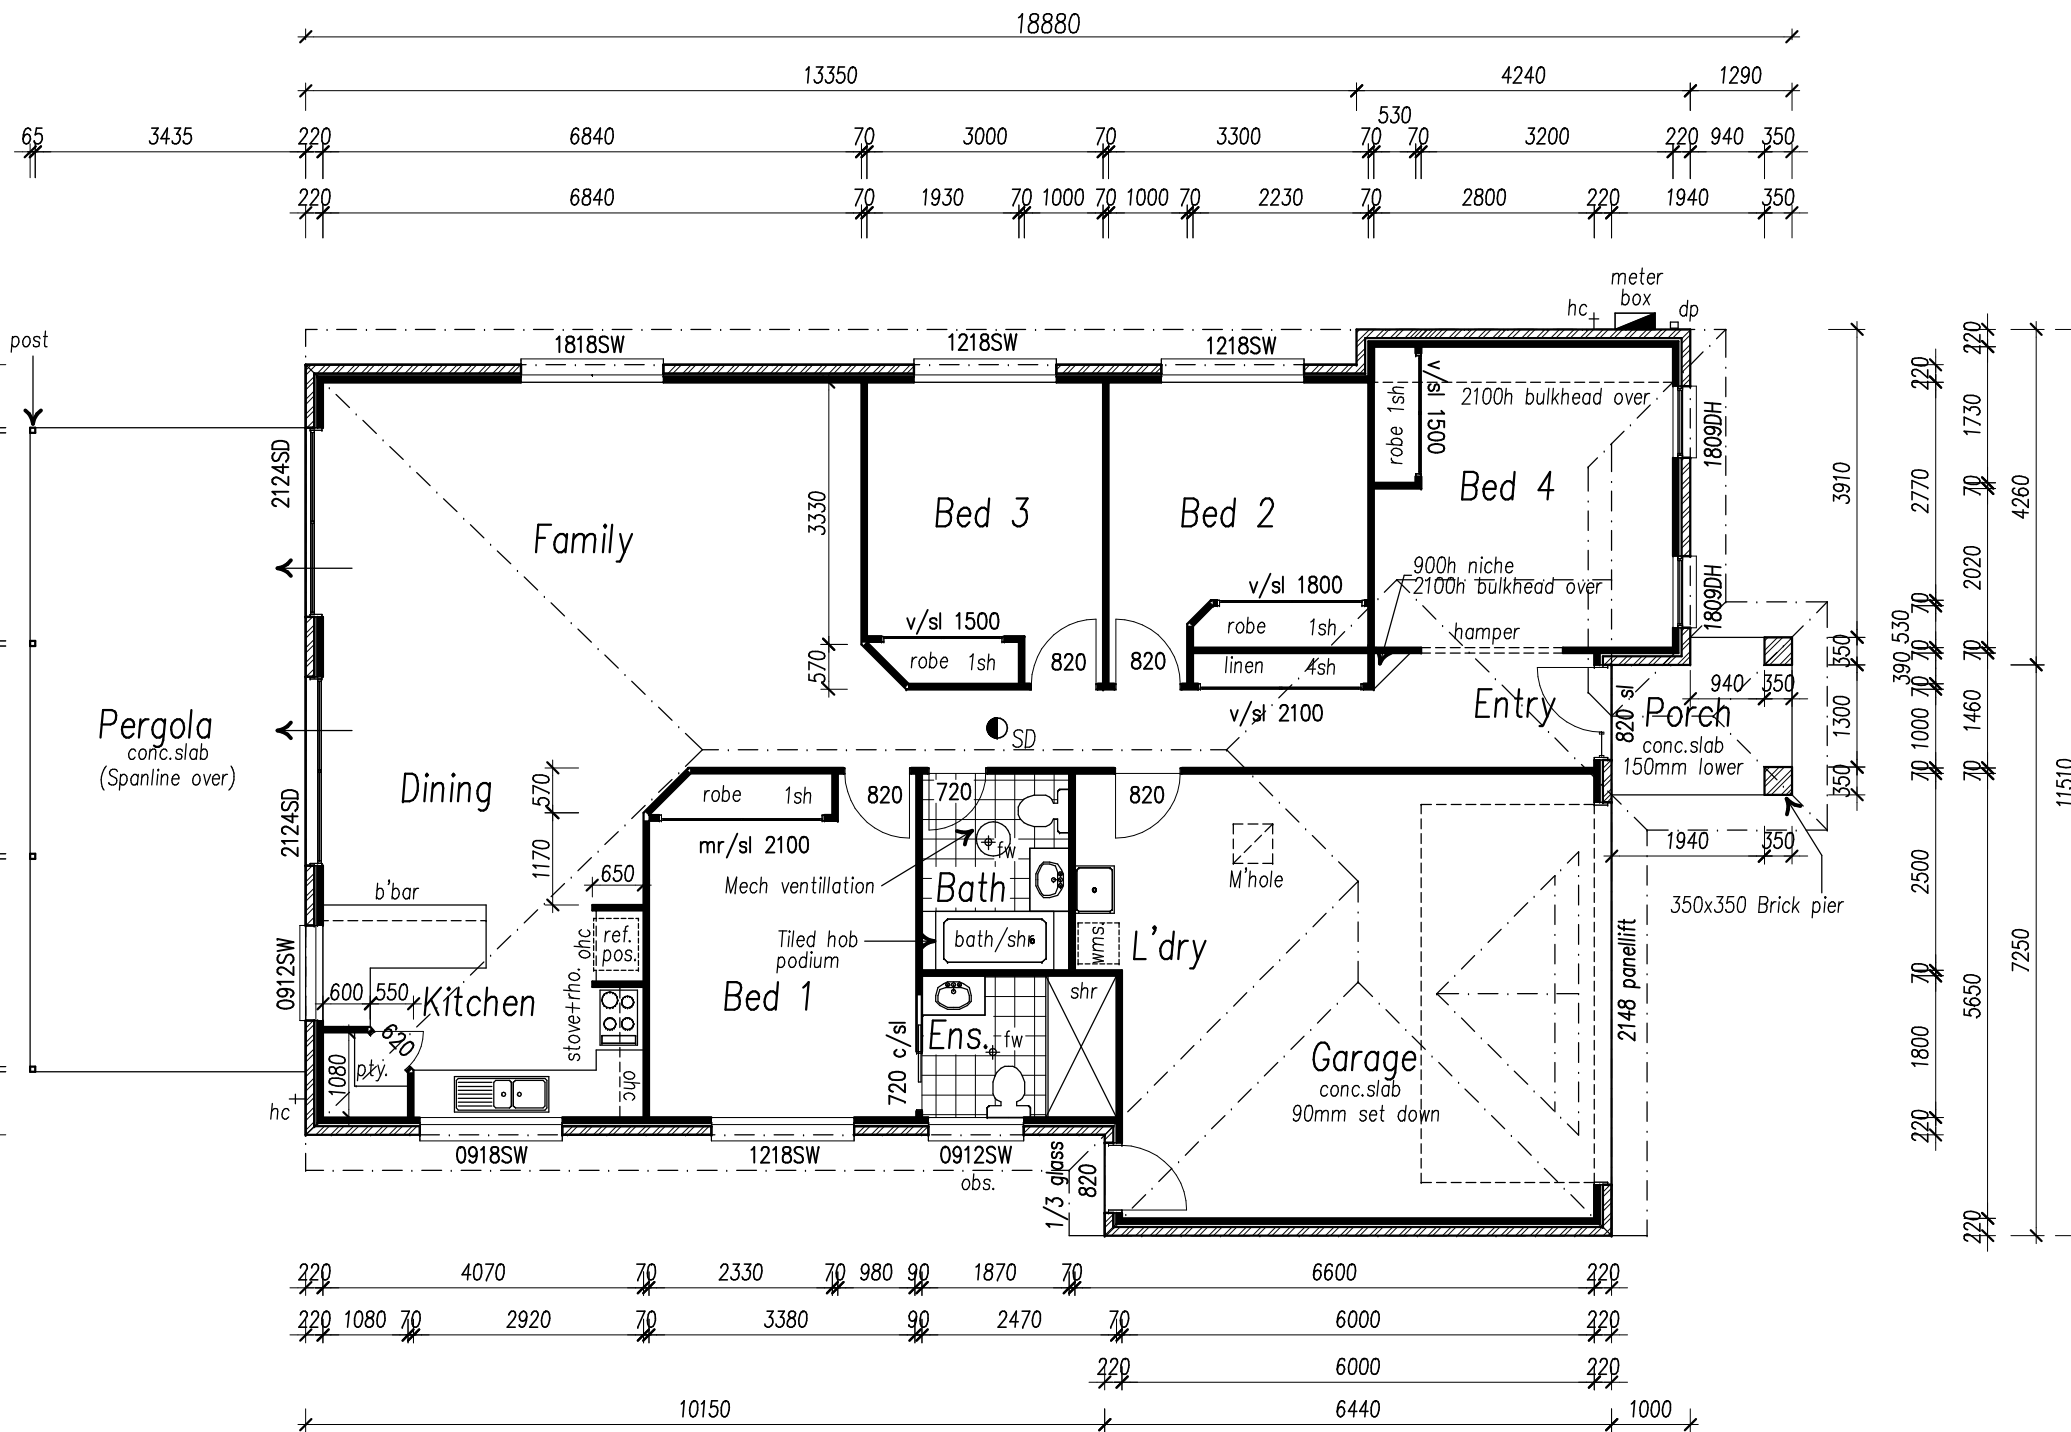 18880
13350 4240 1290
530
65 3435 220 6840 70 3000 70 3300 70 70 3200 220 940 350
220 6840 70 1930 70 1000 70 1000 70 2230 70 2800 220 1940 350
meter
box
hc
dp
post
1818SW
1218SW
1218SW
2124SD
Family
3330
570
Bed 3
v/sl 1500
robe 1sh
820
Bed 2
v/sl 1800
robe 1sh
820
linen 4sh
v/sl 2100
robe 1sh
v/sl 1500
2100h bulkhead over
Bed 4
900h niche
2100h bulkhead over
hamper
1809DH
1809DH
Entry
820 sl
Porch
conc.slab
150mm lower
940 350
1940 350
350x350 Brick pier
SD
Pergola
conc.slab
(Spanline over)
Dining
2124SD
570
1170
650
robe 1sh
mr/sl 2100
820
720
820
fw
Mech ventillation
Bath
M'hole
b'bar
ref.
pos.
ohc
Tiled hob
podium
bath/shr
wms.
L'dry
0912SW
600 550
Kitchen
stove+rho.
620
1080
pty.
ohc
hc
Bed 1
720 c/sl
Ens.
fw
shr
Garage
conc.slab
90mm set down
2148 panellift
0918SW
1218SW
0912SW
obs.
1/3 glass
820
3910
350
1300
350
390 530
220
2770
70
70
1000
70
2500
70
1800
220
220
1730
70
2020
70
1460
70
5650
220
4260
7250
11510
220 4070 70 2330 70 980 90 1870 70 6600 220
220 1080 70 2920 70 3380 90 2470 70 6000 220
220 6000 220
10150 6440 1000